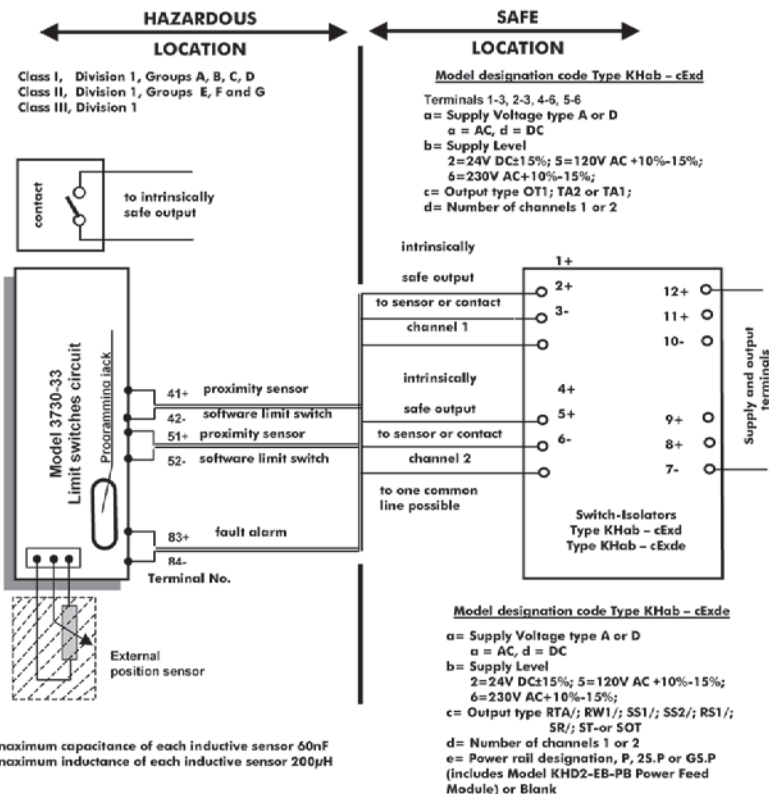 HAZARDOUS
LOCATION
SAFE
LOCATION
Class I, Division 1, Groups A, B, C, D
Class II, Division 1, Groups E, F and G
Class III, Division 1
Model designation code Type KHab – cExd
Terminals 1-3, 2-3, 4-6, 5-6
a= Supply Voltage type A or D
a = AC, d = DC
b= Supply Level
2=24V DC±15%; 5=120V AC +10%-15%;
6=230V AC+10%-15%;
c= Output type OT1; TA2 or TA1;
d= Number of channels 1 or 2
contact
to intrinsically
safe output
Model 3730-33
Limit switches circuit
Programming jack
41+ proximity sensor
42- software limit switch
51+ proximity sensor
52- software limit switch
83+ fault alarm
84-
Terminal No.
External
position sensor
intrinsically
safe output
to sensor or contact
channel 1
intrinsically
safe output
to sensor or contact
channel 2
to one common
line possible
1+
2+
3-
4+
5+
6-
12+
11+
10-
9+
8+
7-
Supply and output
terminals
Switch-Isolators
Type KHab – cExd
Type KHab – cExde
Model designation code Type KHab – cExde
a= Supply Voltage type A or D
a = AC, d = DC
b= Supply Level
2=24V DC±15%; 5=120V AC +10%-15%;
6=230V AC+10%-15%;
c= Output type RTA/; RW1/; SS1/; SS2/; RS1/;
SR/; ST-or SOT
d= Number of channels 1 or 2
e= Power rail designation, P, 2S.P or GS.P
(includes Model KHD2-EB-PB Power Feed
Module) or Blank
maximum capacitance of each inductive sensor 60nF
maximum inductance of each inductive sensor 200µH